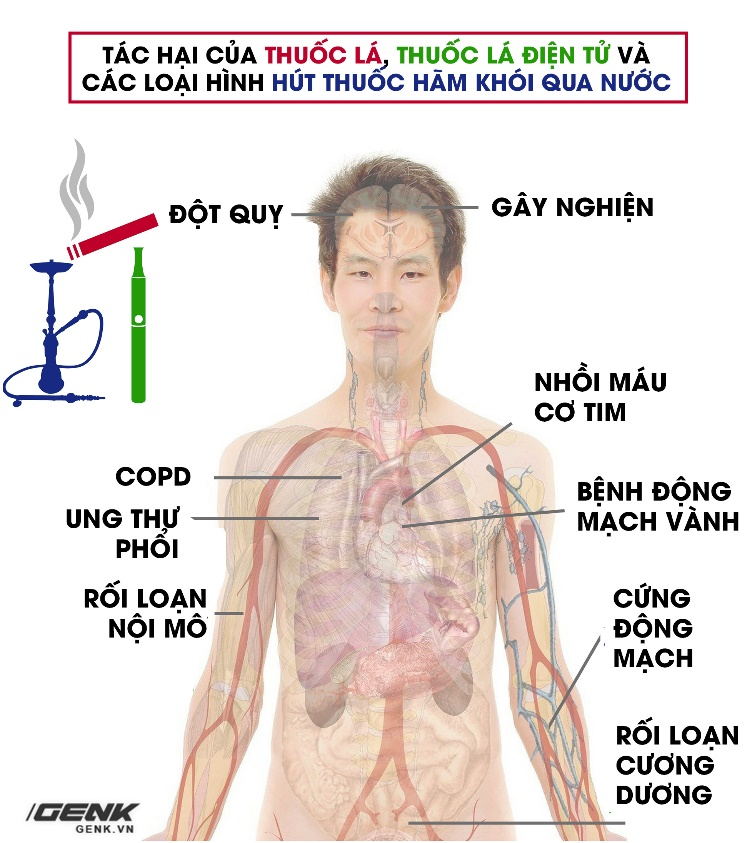 TÁC HẠI CỦA THUỐC LÁ, THUỐC LÁ ĐIỆN TỬ VÀ
CÁC LOẠI HÌNH HÚT THUỐC HÃM KHÓI QUA NƯỚC
ĐỘT QUỴ
GÂY NGHIỆN
NHỒI MÁU
CƠ TIM
COPD
UNG THƯ
PHỔI
BỆNH ĐỘNG
MẠCH VÀNH
RỐI LOẠN
NỘI MÔ
CỨNG
ĐỘNG
MẠCH
RỐI LOẠN
CƯƠNG
DƯƠNG
/GENK
GENK.VN